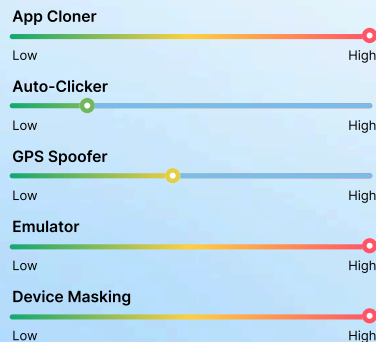 App Cloner
Low High
Auto-Clicker
Low High
GPS Spoofer
Low High
Emulator
Low High
Device Masking
Low High